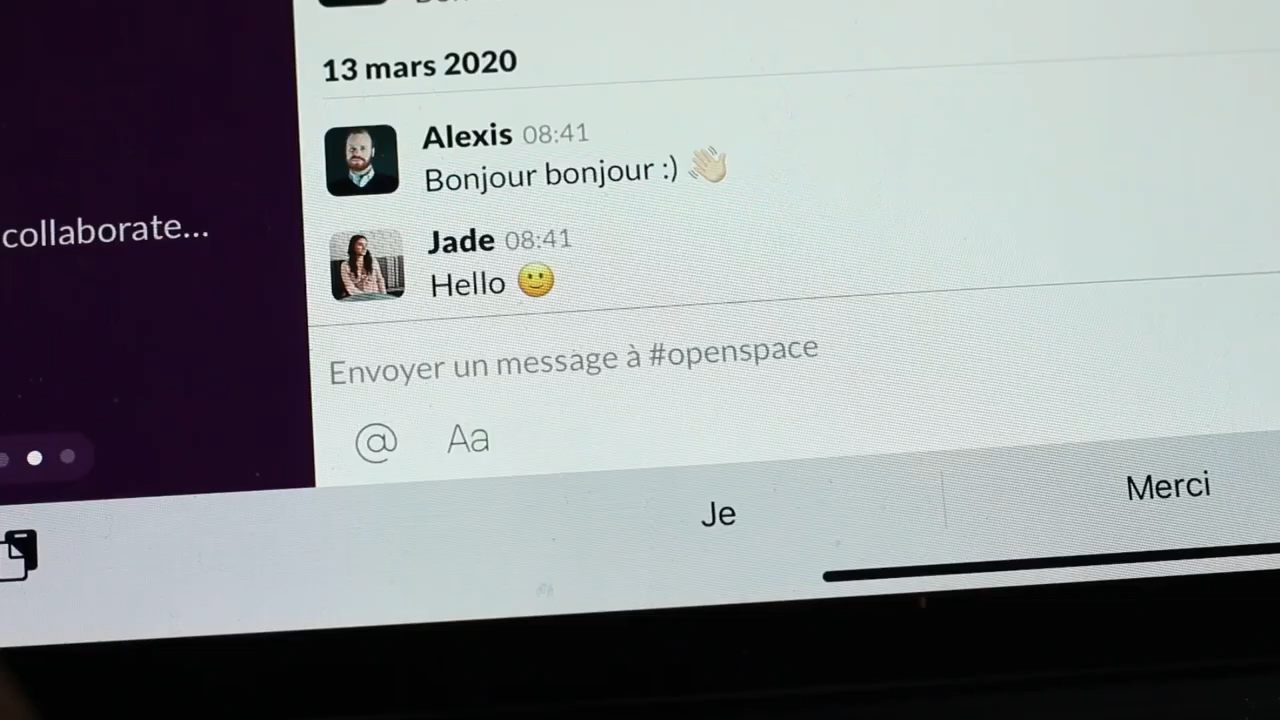 13 mars 2020
Alexis 08:41
Bonjour bonjour :) 👋🏻
Jade 08:41
Hello 🙂
collaborate...
Envoyer un message à #openspace
@ Aa
Je
Merci